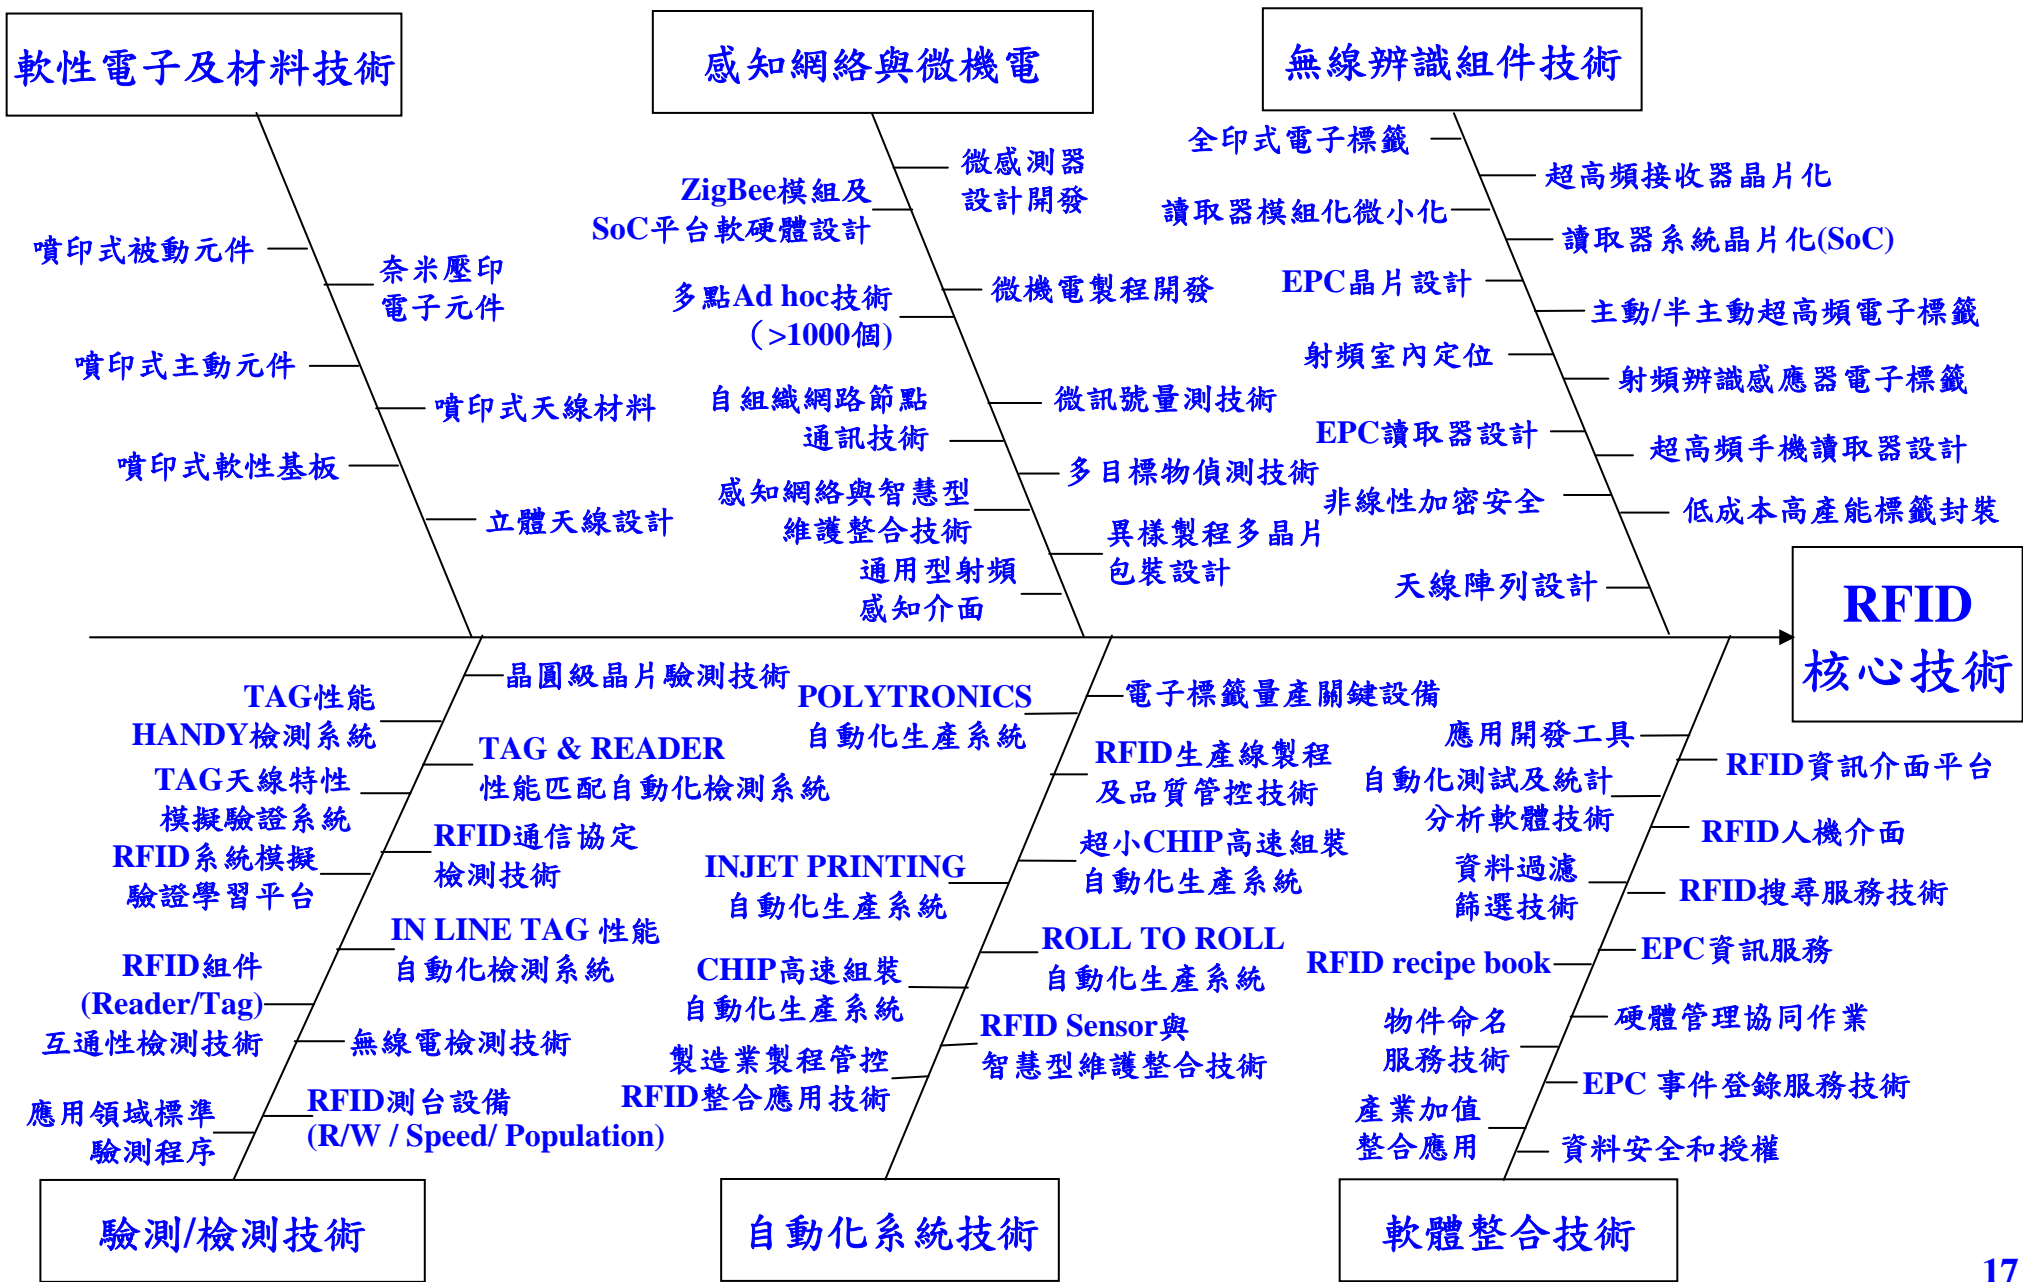 軟性電子及材料技術
感知網絡與微機電
無線辨識組件技術
噴印式被動元件
奈米壓印
電子元件
噴印式主動元件
噴印式天線材料
噴印式軟性基板
立體天線設計
微感測器
設計開發
ZigBee模組及
SoC平台軟硬體設計
微機電製程開發
多點Ad hoc技術
（>1000個)
自組織網路節點
通訊技術
微訊號量測技術
多目標物偵測技術
感知網絡與智慧型
維護整合技術
異樣製程多晶片
包裝設計
通用型射頻
感知介面
全印式電子標籤
超高頻接收器晶片化
讀取器模組化微小化
讀取器系統晶片化(SoC)
EPC晶片設計
主動/半主動超高頻電子標籤
射頻室內定位
射頻辨識感應器電子標籤
EPC讀取器設計
超高頻手機讀取器設計
非線性加密安全
低成本高產能標籤封裝
天線陣列設計
RFID
核心技術
晶圓級晶片驗測技術
TAG性能
HANDY檢測系統
TAG & READER
性能匹配自動化檢測系統
TAG天線特性
模擬驗證系統
RFID通信協定
檢測技術
RFID系統模擬
驗證學習平台
IN LINE TAG 性能
自動化檢測系統
RFID組件
(Reader/Tag)
互通性檢測技術
無線電檢測技術
RFID測台設備
(R/W / Speed/ Population)
應用領域標準
驗測程序
POLYTRONICS
自動化生產系統
電子標籤量產關鍵設備
RFID生產線製程
及品質管控技術
超小CHIP高速組裝
自動化生產系統
INJET PRINTING
自動化生產系統
ROLL TO ROLL
自動化生產系統
CHIP高速組裝
自動化生產系統
RFID Sensor與
智慧型維護整合技術
製造業製程管控
RFID整合應用技術
應用開發工具
RFID資訊介面平台
自動化測試及統計
分析軟體技術
RFID人機介面
資料過濾
篩選技術
RFID搜尋服務技術
EPC資訊服務
RFID recipe book
硬體管理協同作業
物件命名
服務技術
EPC 事件登錄服務技術
產業加值
整合應用
資料安全和授權
驗測/檢測技術
自動化系統技術
軟體整合技術
17